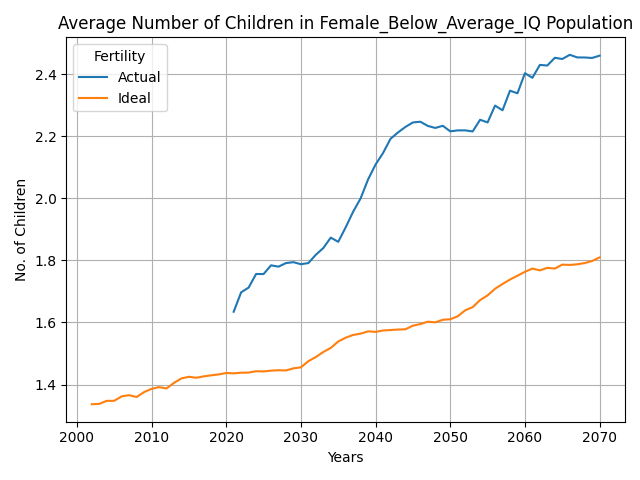 Average Number of Children in Female_Below_Average_IQ Population
Fertility
Actual
Ideal
No. of Children
2.4
2.2
2.0
1.8
1.6
1.4
2000 2010 2020 2030 2040 2050 2060 2070
Years